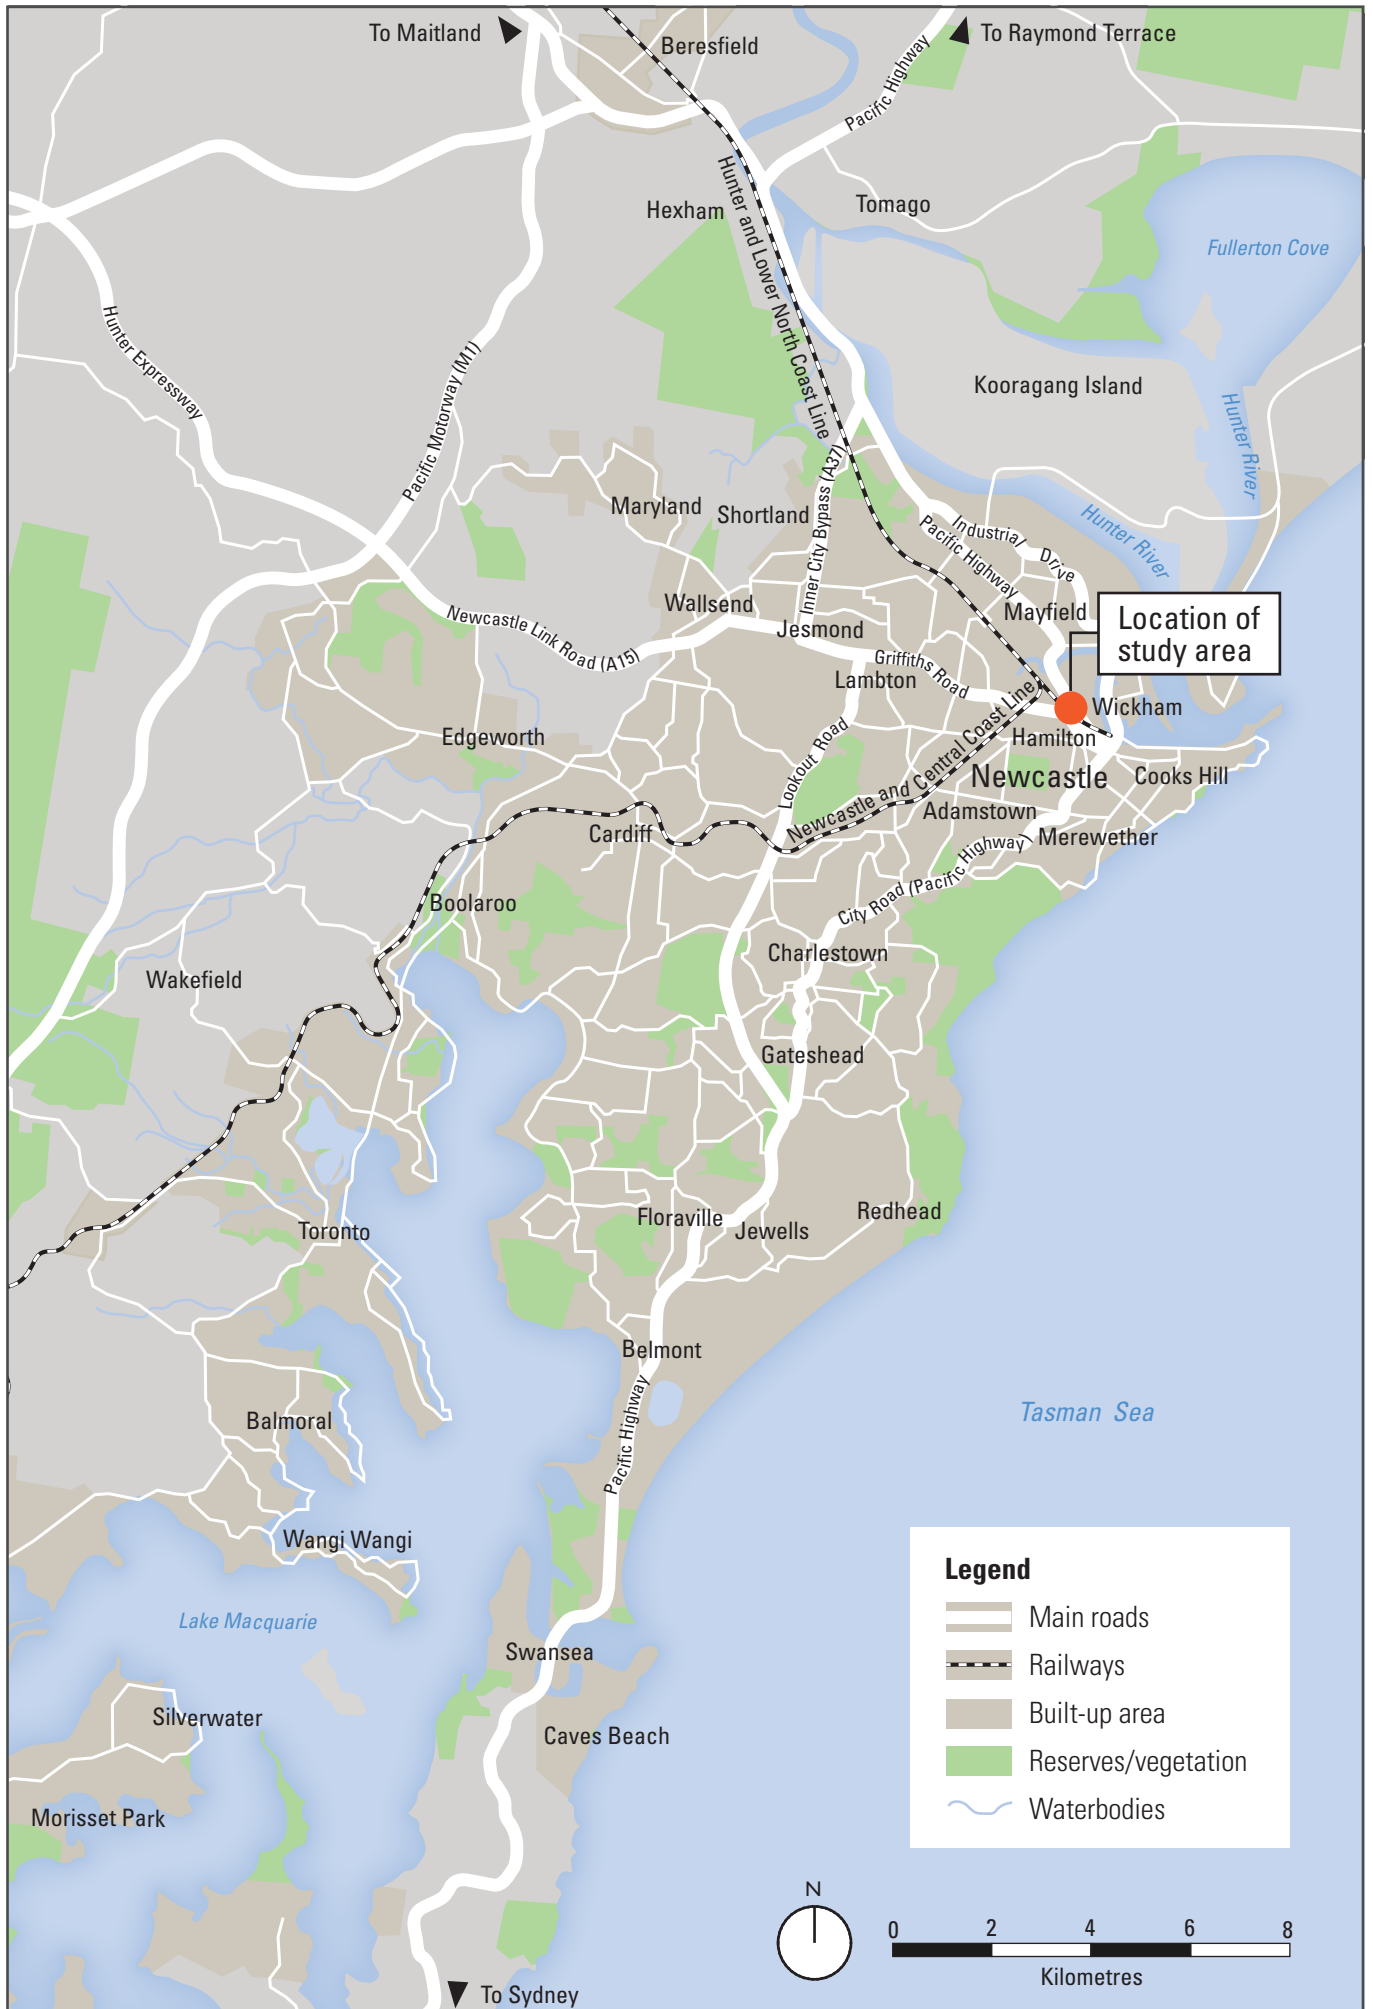 To Maitland
Beresfield
To Raymond Terrace
Pacific Highway
Hexham
Tomago
Fullerton Cove
Hunter and Lower North Coast Line
Hunter Expressway
Pacific Motorway (M1)
Kooragang Island
Hunter River
Maryland
Shortland
Inner City Bypass (A37)
Pacific Highway
Industrial Drive
Hunter River
Wallsend
Mayfield
Location of
study area
Newcastle Link Road (A15)
Jesmond
Griffiths Road
Lambton
Wickham
Edgeworth
Hamilton
Lookout Road
Newcastle and Central Coast Line
Newcastle
Cooks Hill
Adamstown
Cardiff
Merewether
City Road (Pacific Highway)
Boolaroo
Charlestown
Wakefield
Gateshead
Redhead
Floraville
Jewells
Toronto
Belmont
Pacific Highway
Tasman Sea
Balmoral
Wangi Wangi
Lake Macquarie
Swansea
Silverwater
Caves Beach
Morisset Park
To Sydney
Legend
Main roads
Railways
Built-up area
Reserves/vegetation
Waterbodies
N
0 2 4 6 8
Kilometres